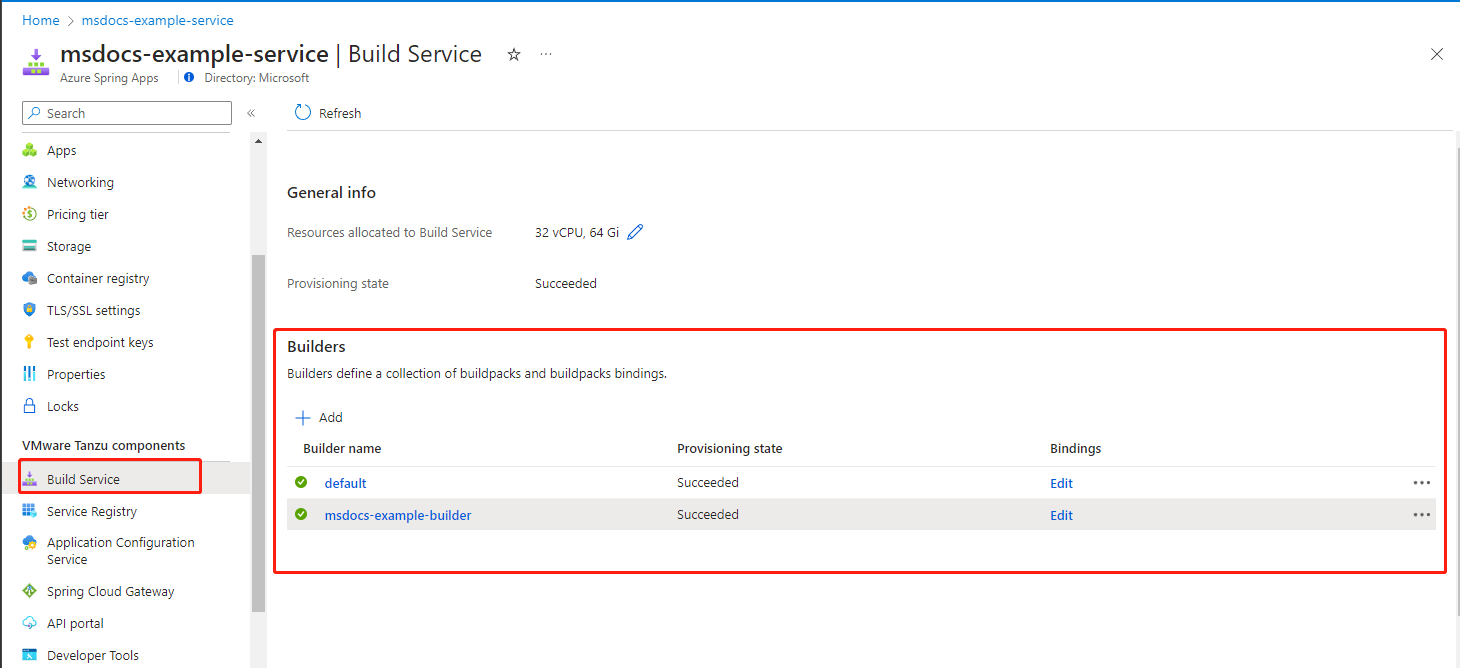 Home > msdocs-example-service
msdocs-example-service | Build Service
Azure Spring Apps
Directory: Microsoft
Search
Refresh
Apps
Networking
Pricing tier
Storage
Container registry
TLS/SSL settings
Test endpoint keys
Properties
Locks
VMware Tanzu components
Build Service
Service Registry
Application Configuration
Service
Spring Cloud Gateway
API portal
Developer Tools
General info
Resources allocated to Build Service 32 vCPU, 64 Gi
Provisioning state Succeeded
Builders
Builders define a collection of buildpacks and buildpacks bindings.
Add
Builder name Provisioning state Bindings
default Succeeded Edit
msdocs-example-builder Succeeded Edit